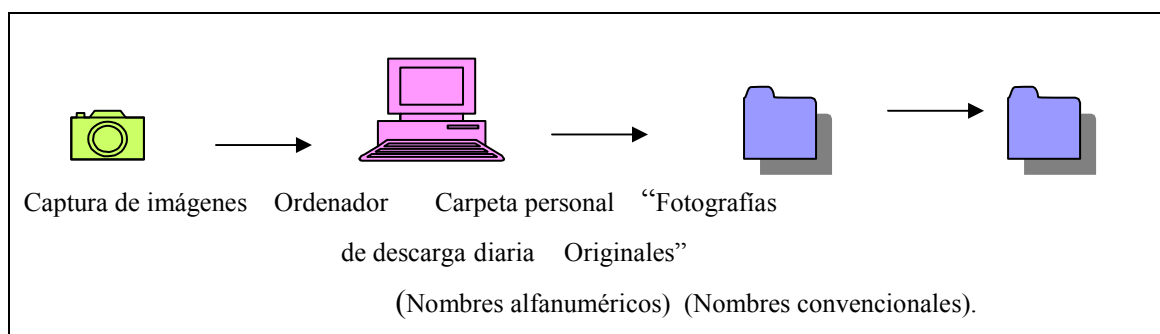 Captura de imágenes Ordenador Carpeta personal “Fotografías
de descarga diaria Originales”
(Nombres alfanuméricos) (Nombres convencionales).